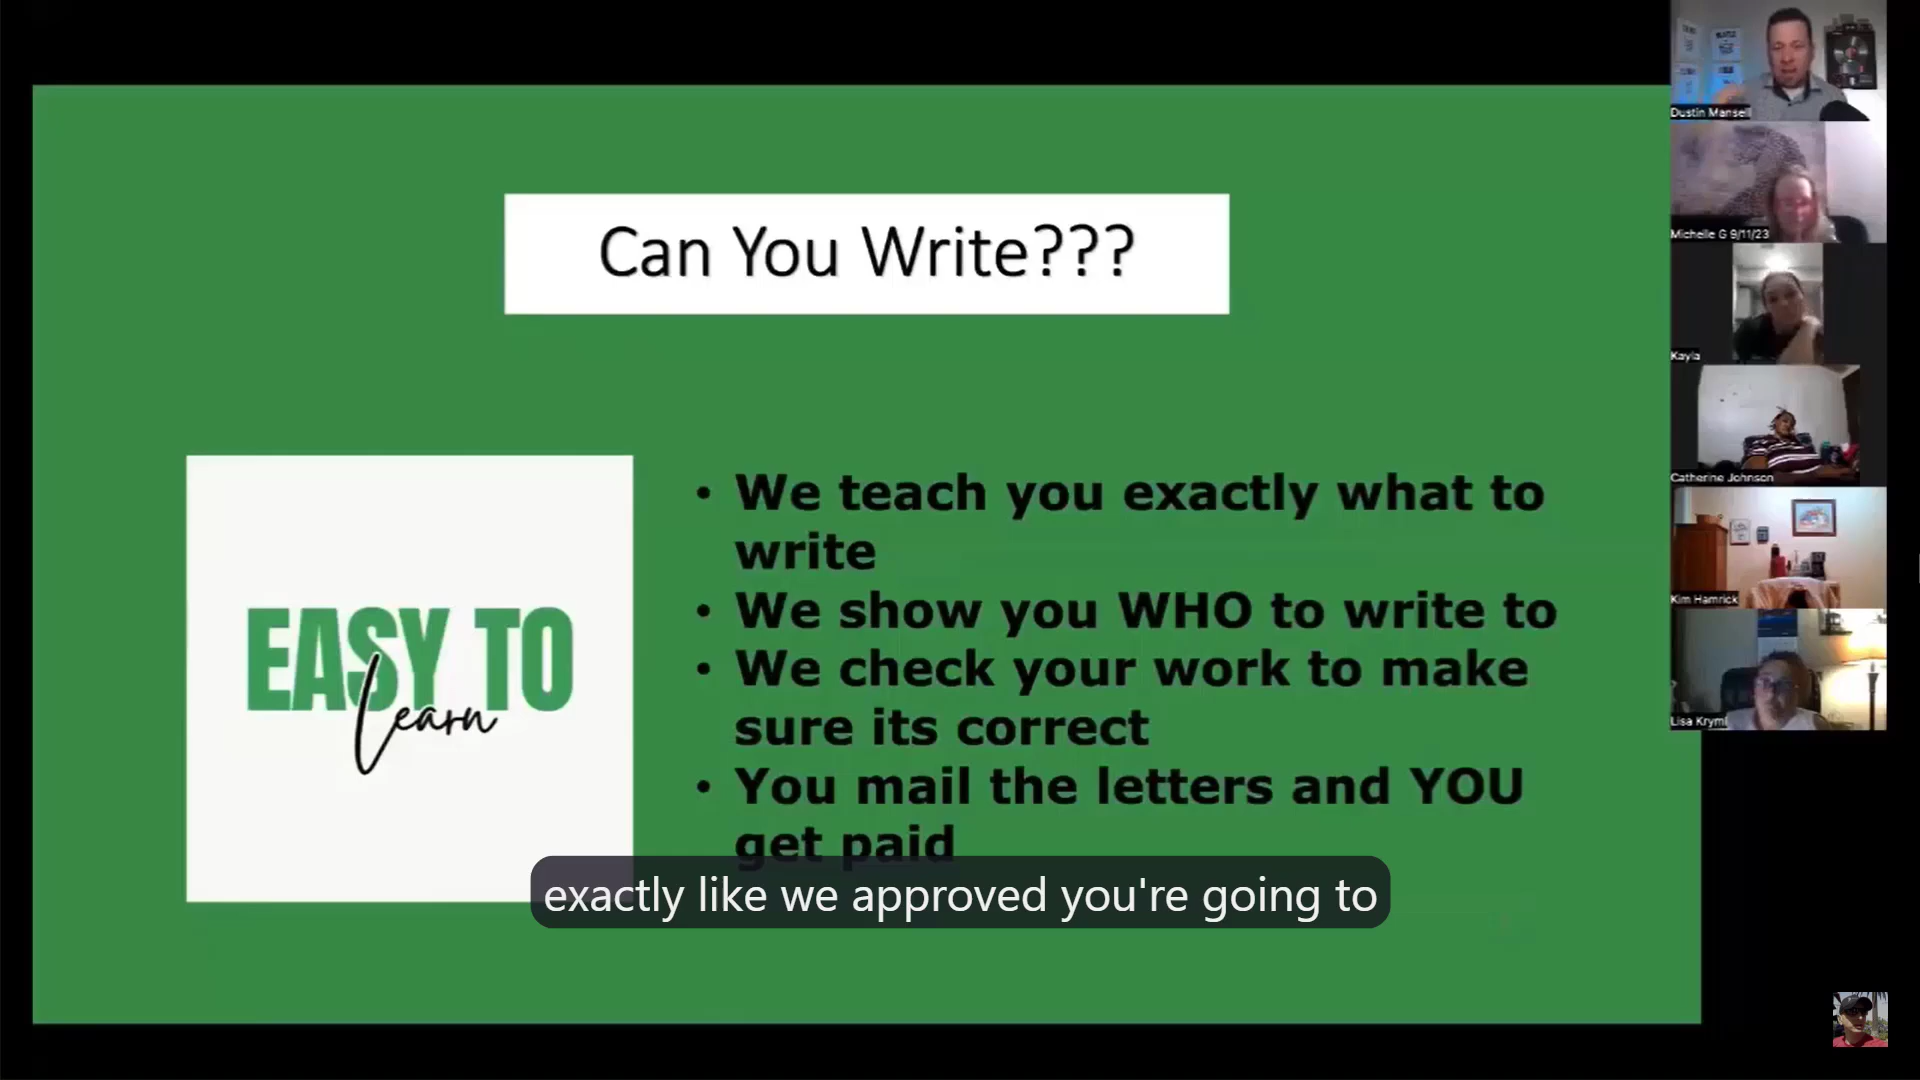 Can You Write???
EASY TO
Learn
• We teach you exactly what to
write
• We show you WHO to write to
• We check your work to make
sure its correct
• You mail the letters and YOU
get paid
exactly like we approved you're going to
Dustin Mansell
Michelle G 9/11/23
Kayla
Catherine Johnson
Kim Hamrick
Lisa Kryml